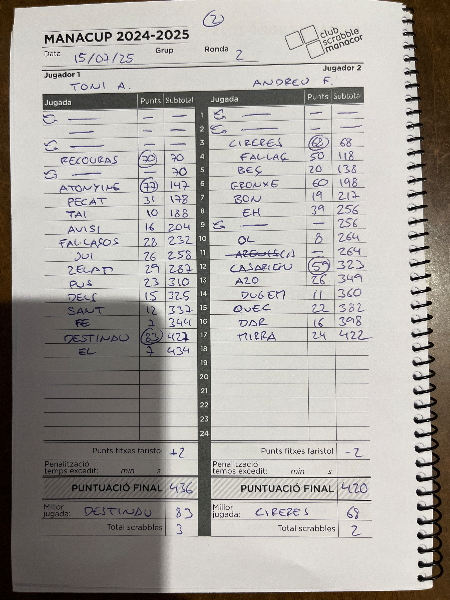 2
MANACUP 2024-2025
club scrabble manacor
Data 15/07/25 Grup Ronda 2
Jugador 1 Jugador 2
TONI A. ANDREU F.
Jugada Punts Subtotal Jugada Punts Subtotal
— — — 1 — — —
— — — 2 — — —
— — — 3 CIRERES 68 68
RECOURAS 70 70 4 FALLAC 50 118
— 70 5 BEC 20 138
ATONYINS 77 147 6 GRONXE 60 198
PECAT 31 178 7 BON 19 217
TAI 10 188 8 EH 39 256
AVISI 16 204 9 — — 256
FALLASOS 28 232 10 OL 8 264
JUI 26 258 11 — 264
ZELAD 29 287 12 CASARIEU 59 323
PUS 23 310 13 AZO 26 349
DELS 15 325 14 DUGEM 11 360
SANT 12 337 15 QUEC 22 382
FE 7 344 16 DAR 16 398
DESTINAU 83 427 17 MIRRA 24 422
EL 7 434 18
19
20
21
22
23
24
Punts fitxes faristol +2 Punts fitxes faristol -2
Penalització temps excedit: min s Penalització temps excedit: min s
PUNTUACIÓ FINAL 436 PUNTUACIÓ FINAL 420
Millor jugada: DESTINAU 83 Millor jugada: CIRERES 68
Total scrabbles 3 Total scrabbles 2